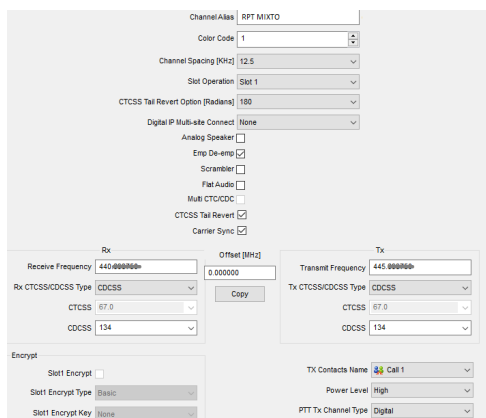 Channel Alias RPT MIXTO
Color Code 1
Channel Spacing [KHz] 12.5
Slot Operation Slot 1
CTCSS Tail Revert Option [Radians] 180
Digital IP Multi-site Connect None
Analog Speaker
Emp De-emp
Scrambler
Flat Audio
Multi CTC/CDC
CTCSS Tail Revert
Carrier Sync
Rx
Receive Frequency 440.
Rx CTCSS/CDCSS Type CDCSS
CTCSS 67.0
CDCSS 134
Offset [MHz]
0.000000
Copy
Tx
Transmit Frequency 445.
Tx CTCSS/CDCSS Type CDCSS
CTCSS 67.0
CDCSS 134
Encrypt
Slot1 Encrypt
Slot1 Encrypt Type Basic
Slot1 Encrypt Key None
TX Contacts Name Call 1
Power Level High
PTT Tx Channel Type Digital